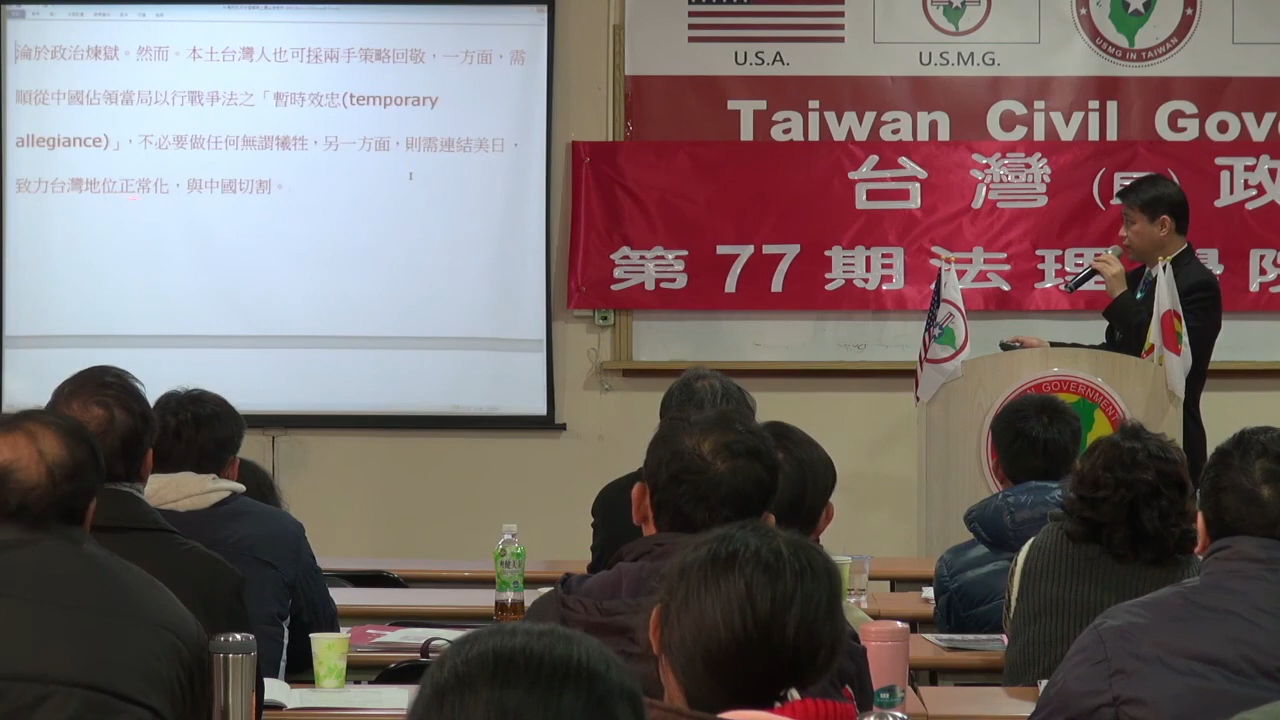 淪於政治煉獄。然而。本土台灣人也可採兩手策略回敬，一方面，需
順從中國佔領當局以行戰爭法之「暫時效忠(temporary
allegiance)」，不必要做任何無謂犧牲，另一方面，則需連結美日，
致力台灣地位正常化，與中國切割。
U.S.A.
U.S.M.G.
USMG IN TAIWAN
Taiwan Civil Gov
台灣（民）政
第77期法理學院
GOVERNMENT